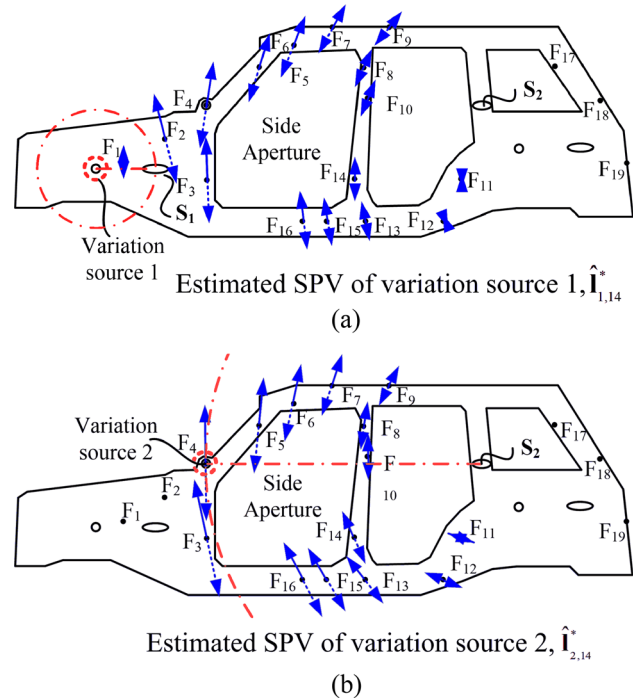 F9
F7
F6
F5
F8
F17
F4
S2
F18
F10
F2
Side
Aperture
F1
F3
F14
F11
F19
S1
F16
F15
F13
F12
Variation
source 1
Estimated SPV of variation source 1, Î*1,14
(a)
F7
F9
F6
Variation
source 2
F4
F5
F8
F17
S2
F
10
F18
F2
Side
Aperture
F1
F3
F14
F11
F19
F16
F15
F13
F12
Estimated SPV of variation source 2, Î*2,14
(b)